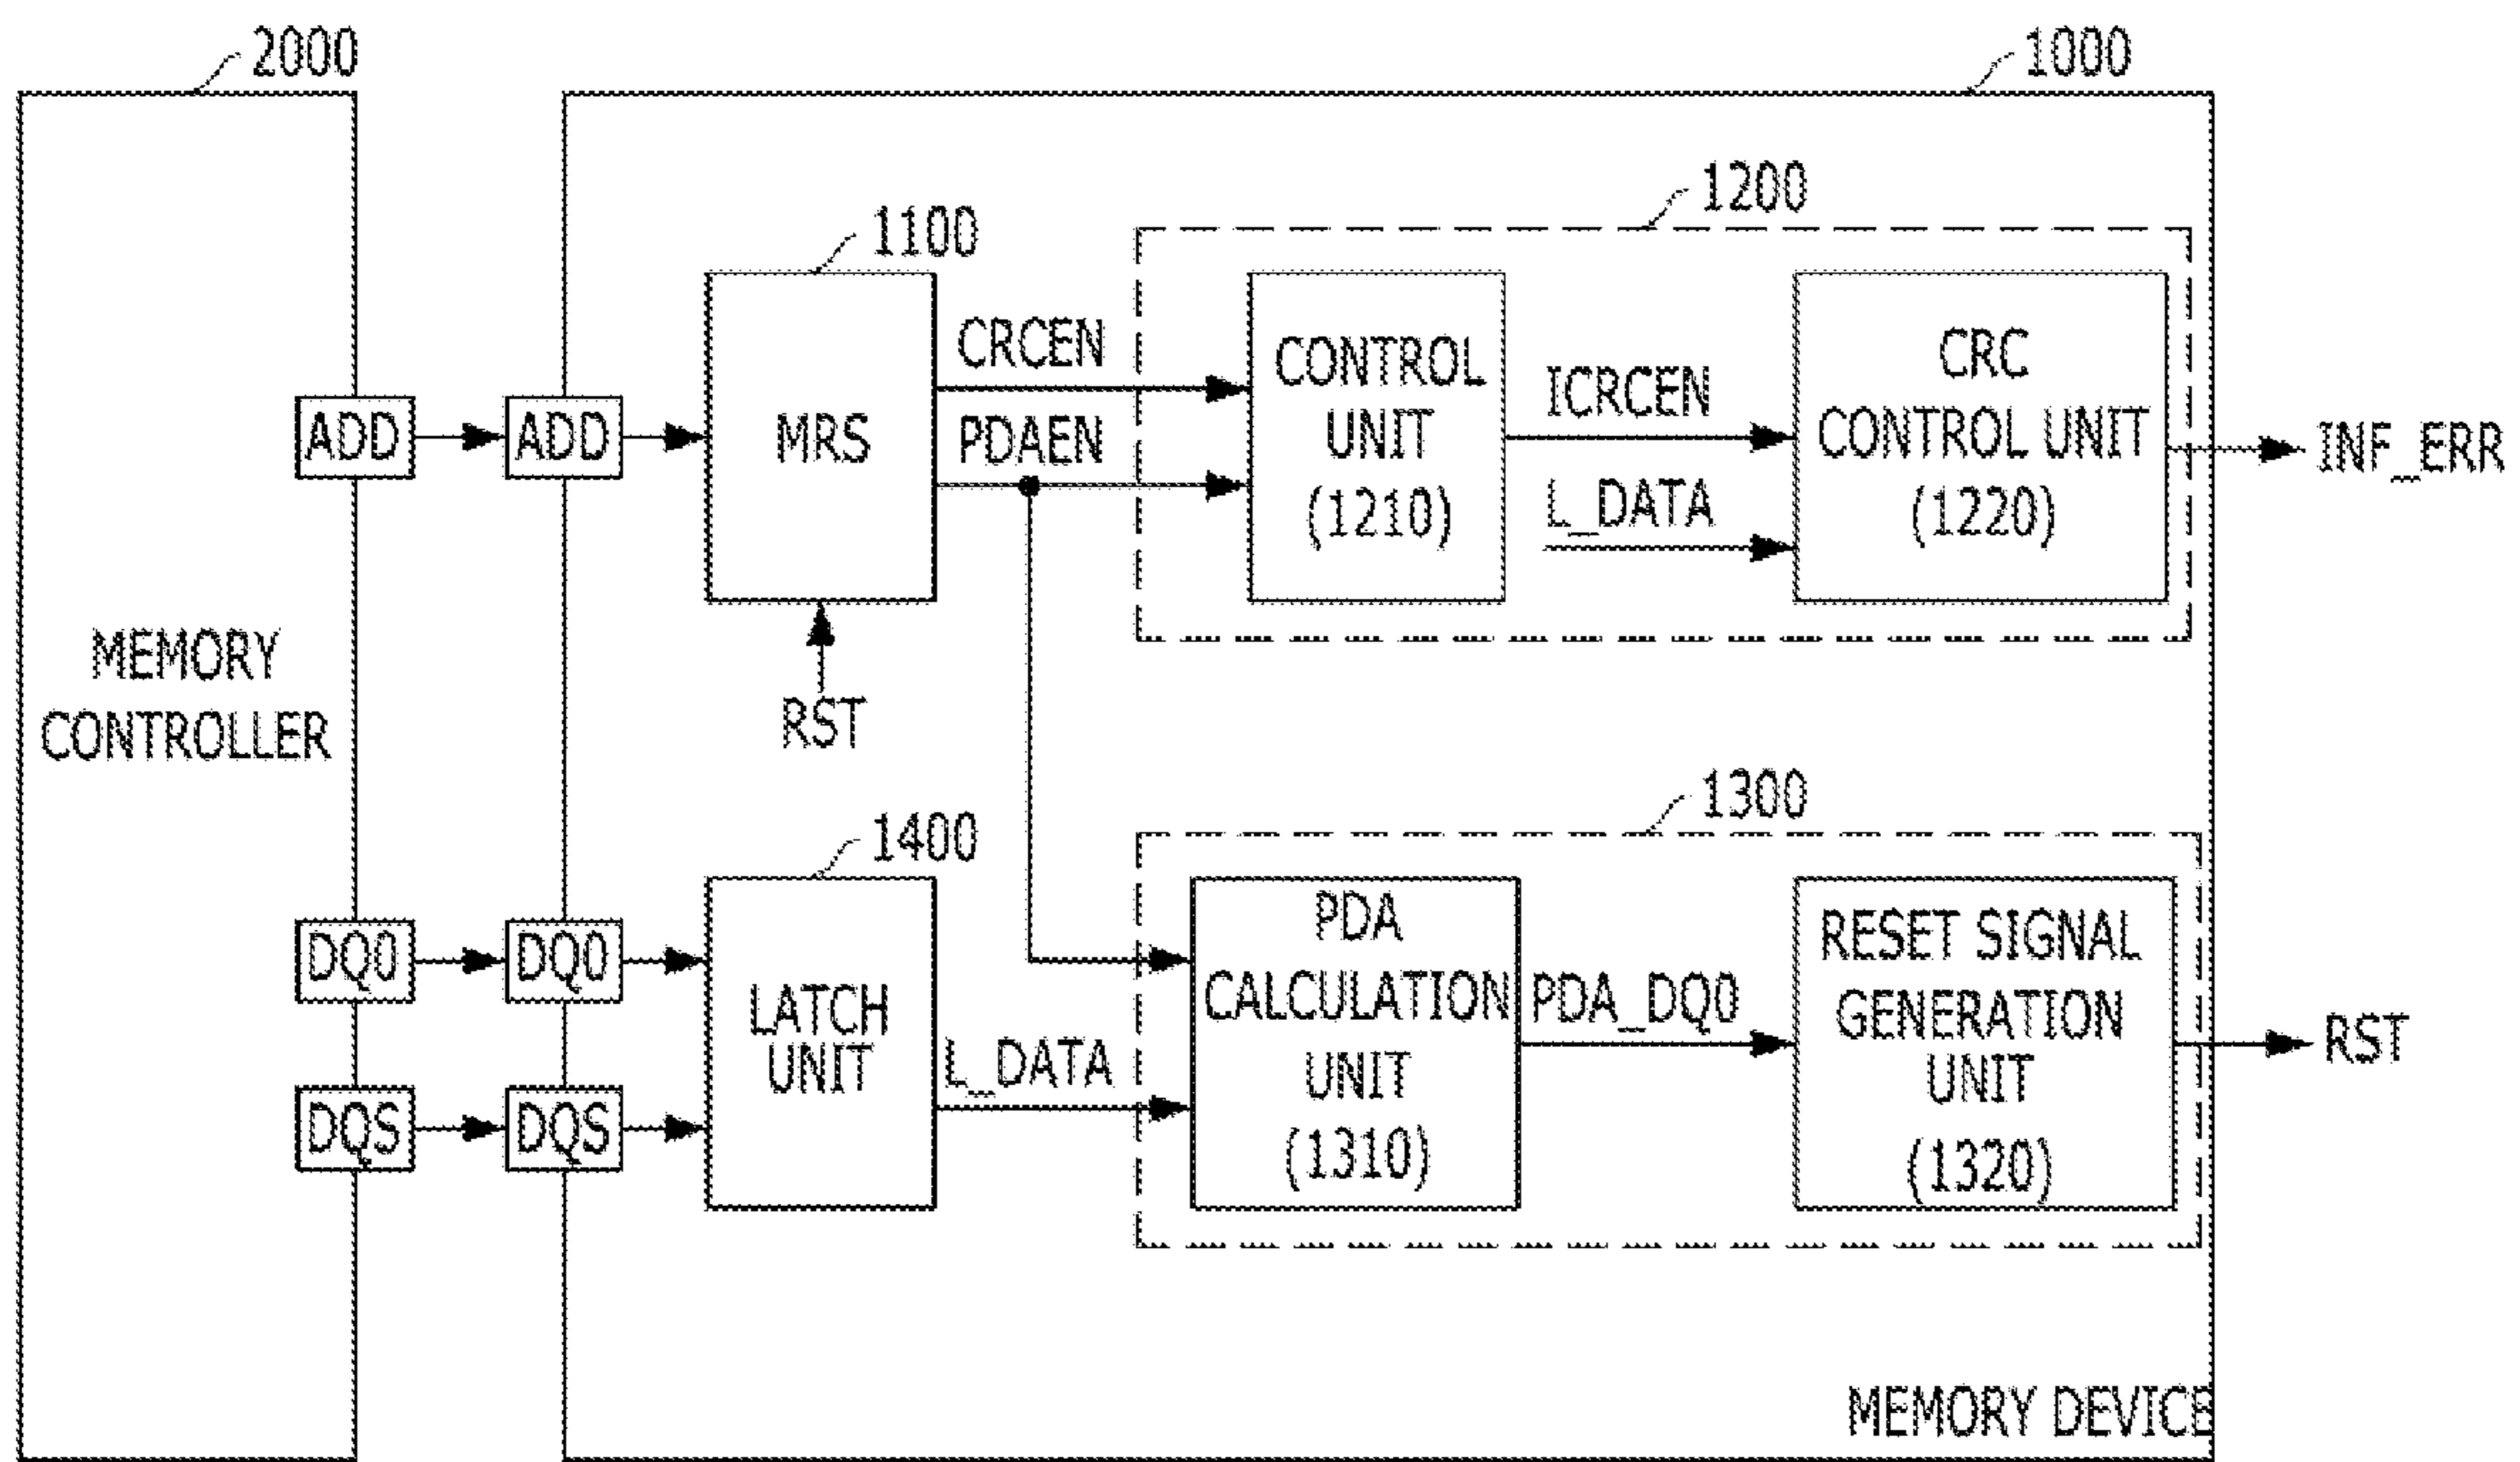 2000
1000
1200
1100
CRCEN
PDAEN
MRS
CONTROL
UNIT
(1210)
ICRCEN
L_DATA
CRC
CONTROL UNIT
(1220)
INF_ERR
ADD
ADD
RST
MEMORY
CONTROLLER
1300
1400
DQ0
DQ0
DQS
DQS
LATCH
UNIT
L_DATA
PDA
CALCULATION
UNIT
(1310)
PDA_DQ0
RESET SIGNAL
GENERATION
UNIT
(1320)
RST
MEMORY DEVICE